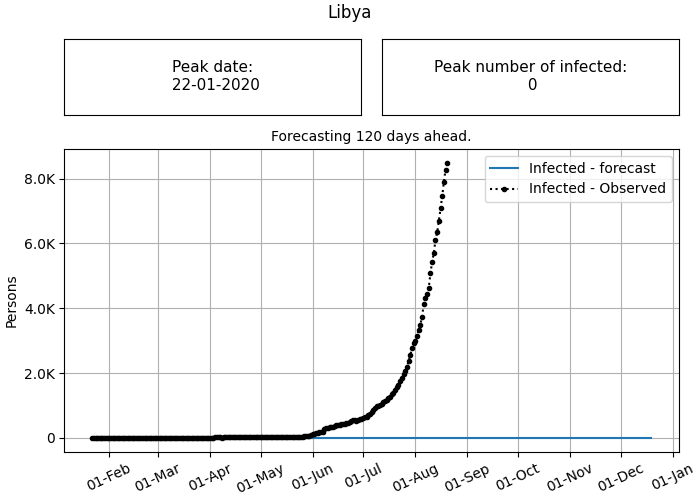 Libya
Peak date:
22-01-2020
Peak number of infected:
0
Forecasting 120 days ahead.
Infected - forecast
Infected - Observed
8.0K
6.0K
4.0K
2.0K
0
Persons
01-Feb
01-Mar
01-Apr
01-May
01-Jun
01-Jul
01-Aug
01-Sep
01-Oct
01-Nov
01-Dec
01-Jan